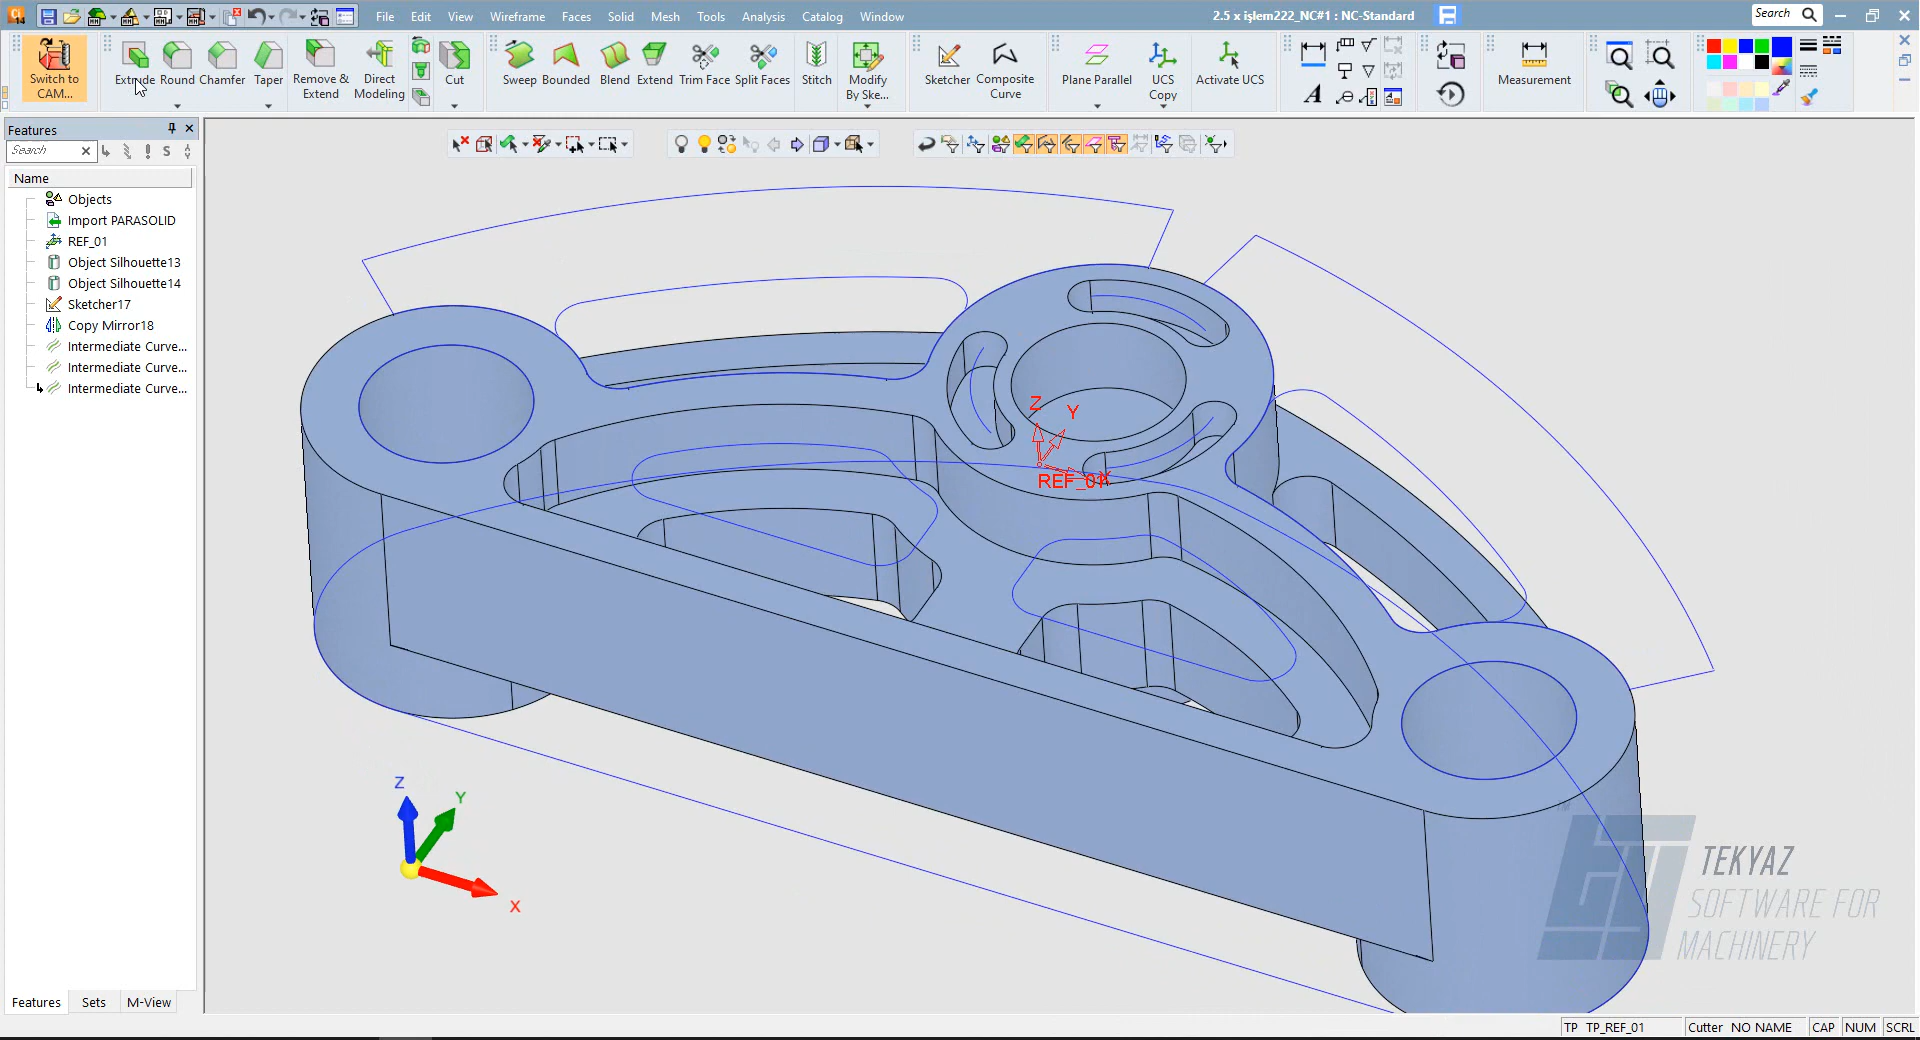 File Edit View Wireframe Faces Solid Mesh Tools Analysis Catalog Window
2.5 x işlem222_NC#1 : NC-Standard
Search
Switch to CAM...
Extrude
Round
Chamfer
Taper
Remove & Extend
Direct Modeling
Cut
Sweep
Bounded
Blend
Extend
Trim Face
Split Faces
Stitch
Modify By Ske...
Sketcher
Composite Curve
Plane Parallel
UCS Copy
Activate UCS
A
Measurement
Features
Search
S
Name
Objects
Import PARASOLID
REF_01
Object Silhouette13
Object Silhouette14
Sketcher17
Copy Mirror18
Intermediate Curve...
Intermediate Curve...
Intermediate Curve...
Z
Y
X
REF_01
Z
Y
X
TEKYAZ
SOFTWARE FOR
MACHINERY
Features Sets M-View
TP TP_REF_01 Cutter NO NAME CAP NUM SCRL